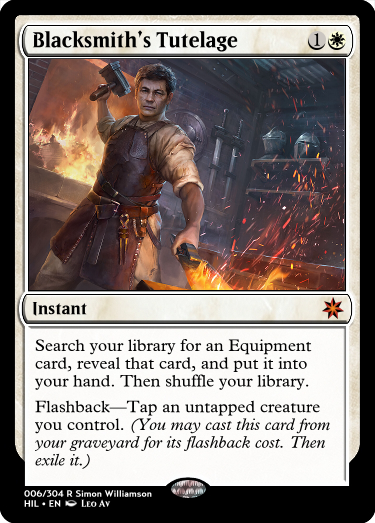 Blacksmith's Tutelage 1
Instant
Search your library for an Equipment
card, reveal that card, and put it into
your hand. Then shuffle your library.
Flashback—Tap an untapped creature
you control. (You may cast this card from
your graveyard for its flashback cost. Then
exile it.)
006/304 R Simon Williamson
HIL • EN Leo Av